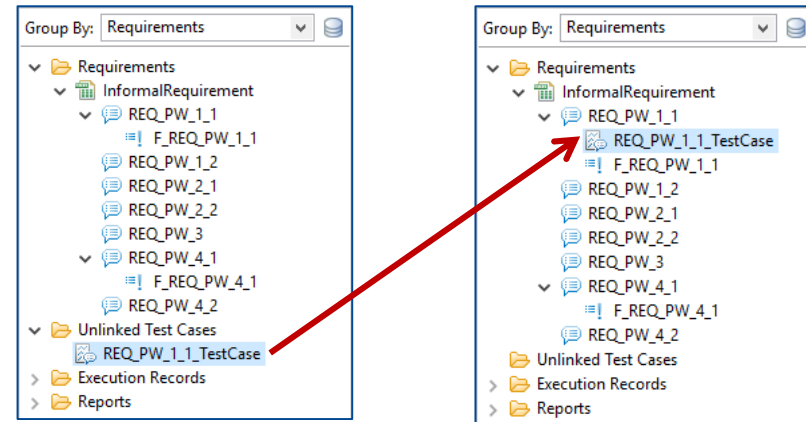 Group By: Requirements
Requirements
InformalRequirement
REQ_PW_1_1
F_REQ_PW_1_1
REQ_PW_1_2
REQ_PW_2_1
REQ_PW_2_2
REQ_PW_3
REQ_PW_4_1
F_REQ_PW_4_1
REQ_PW_4_2
Unlinked Test Cases
REQ_PW_1_1_TestCase
Execution Records
Reports
Group By: Requirements
Requirements
InformalRequirement
REQ_PW_1_1
REQ_PW_1_1_TestCase
F_REQ_PW_1_1
REQ_PW_1_2
REQ_PW_2_1
REQ_PW_2_2
REQ_PW_3
REQ_PW_4_1
F_REQ_PW_4_1
REQ_PW_4_2
Unlinked Test Cases
Execution Records
Reports